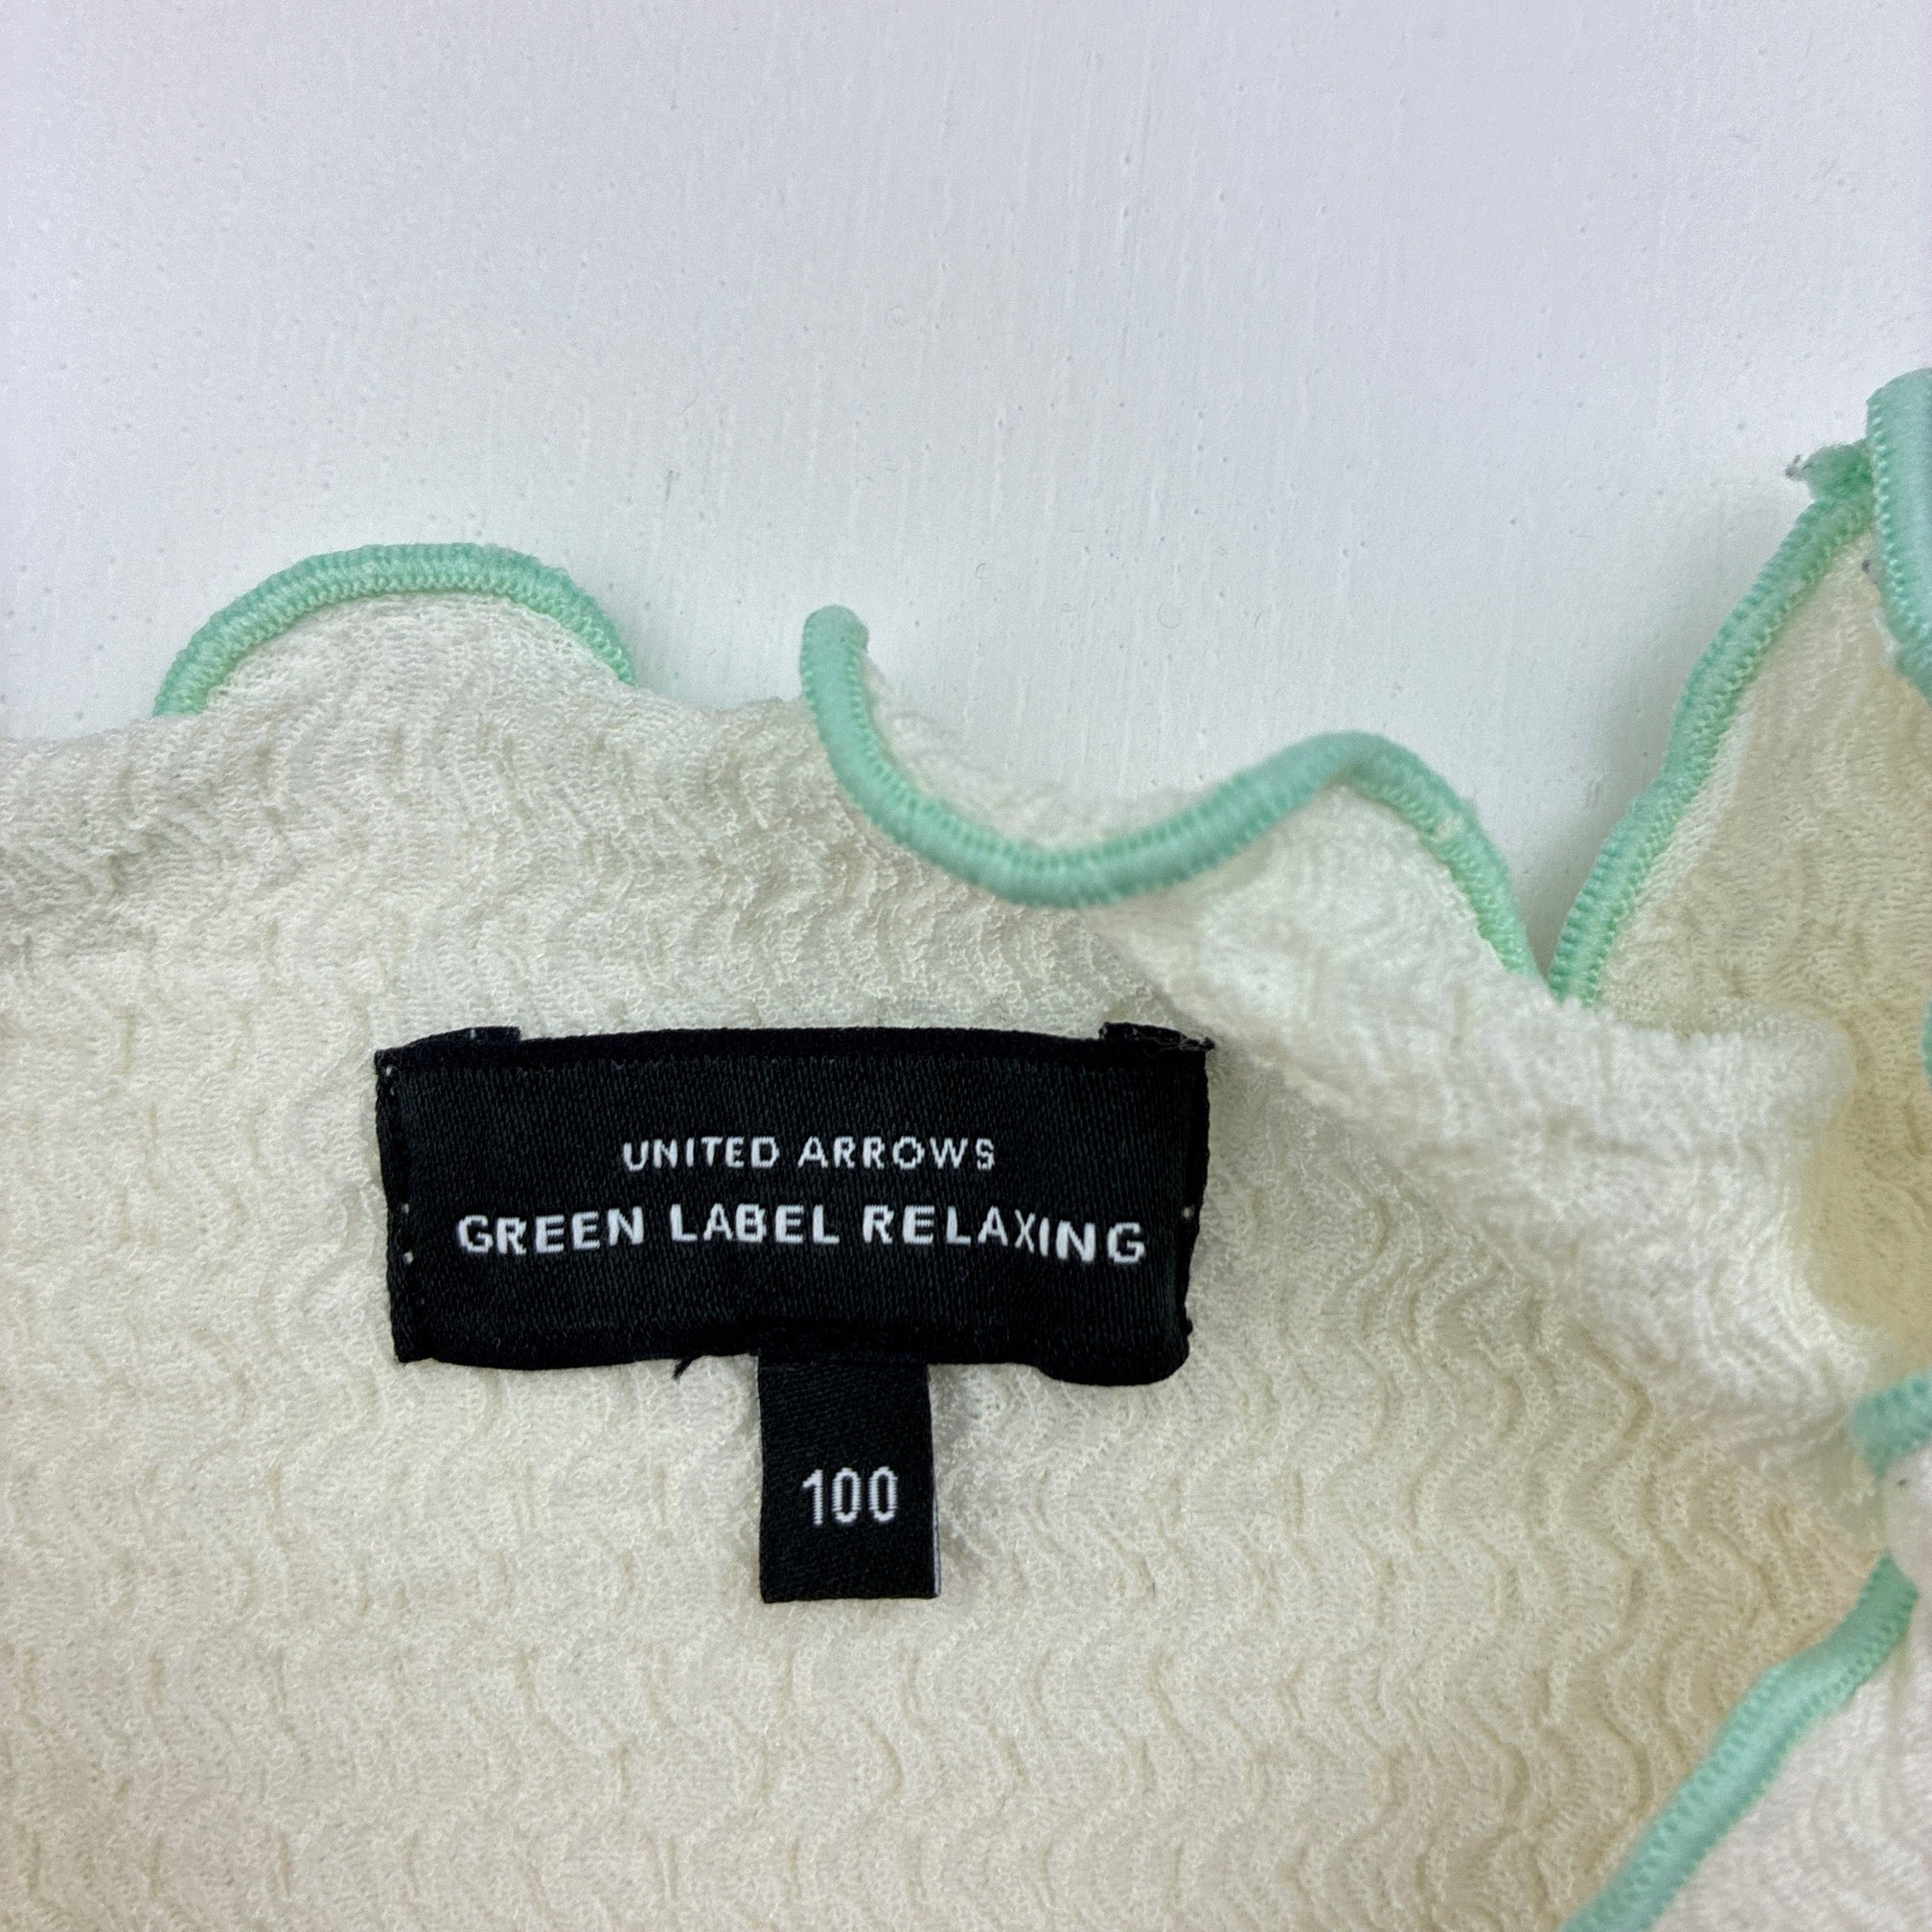 UNITED ARROWS
GREEN LABEL RELAXING
100